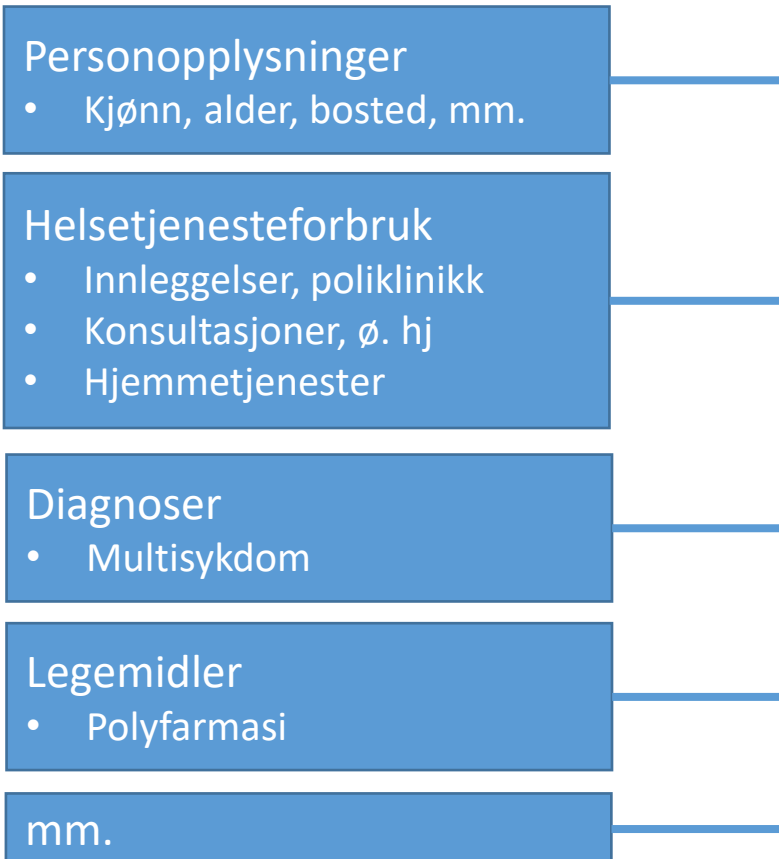 Personopplysninger
• Kjønn, alder, bosted, mm.
Helsetjenesteforbruk
• Innleggelser, poliklinikk
• Konsultasjoner, ø. hj
• Hjemmetjenester
Diagnoser
• Multisykdom
Legemidler
• Polyfarmasi
mm.